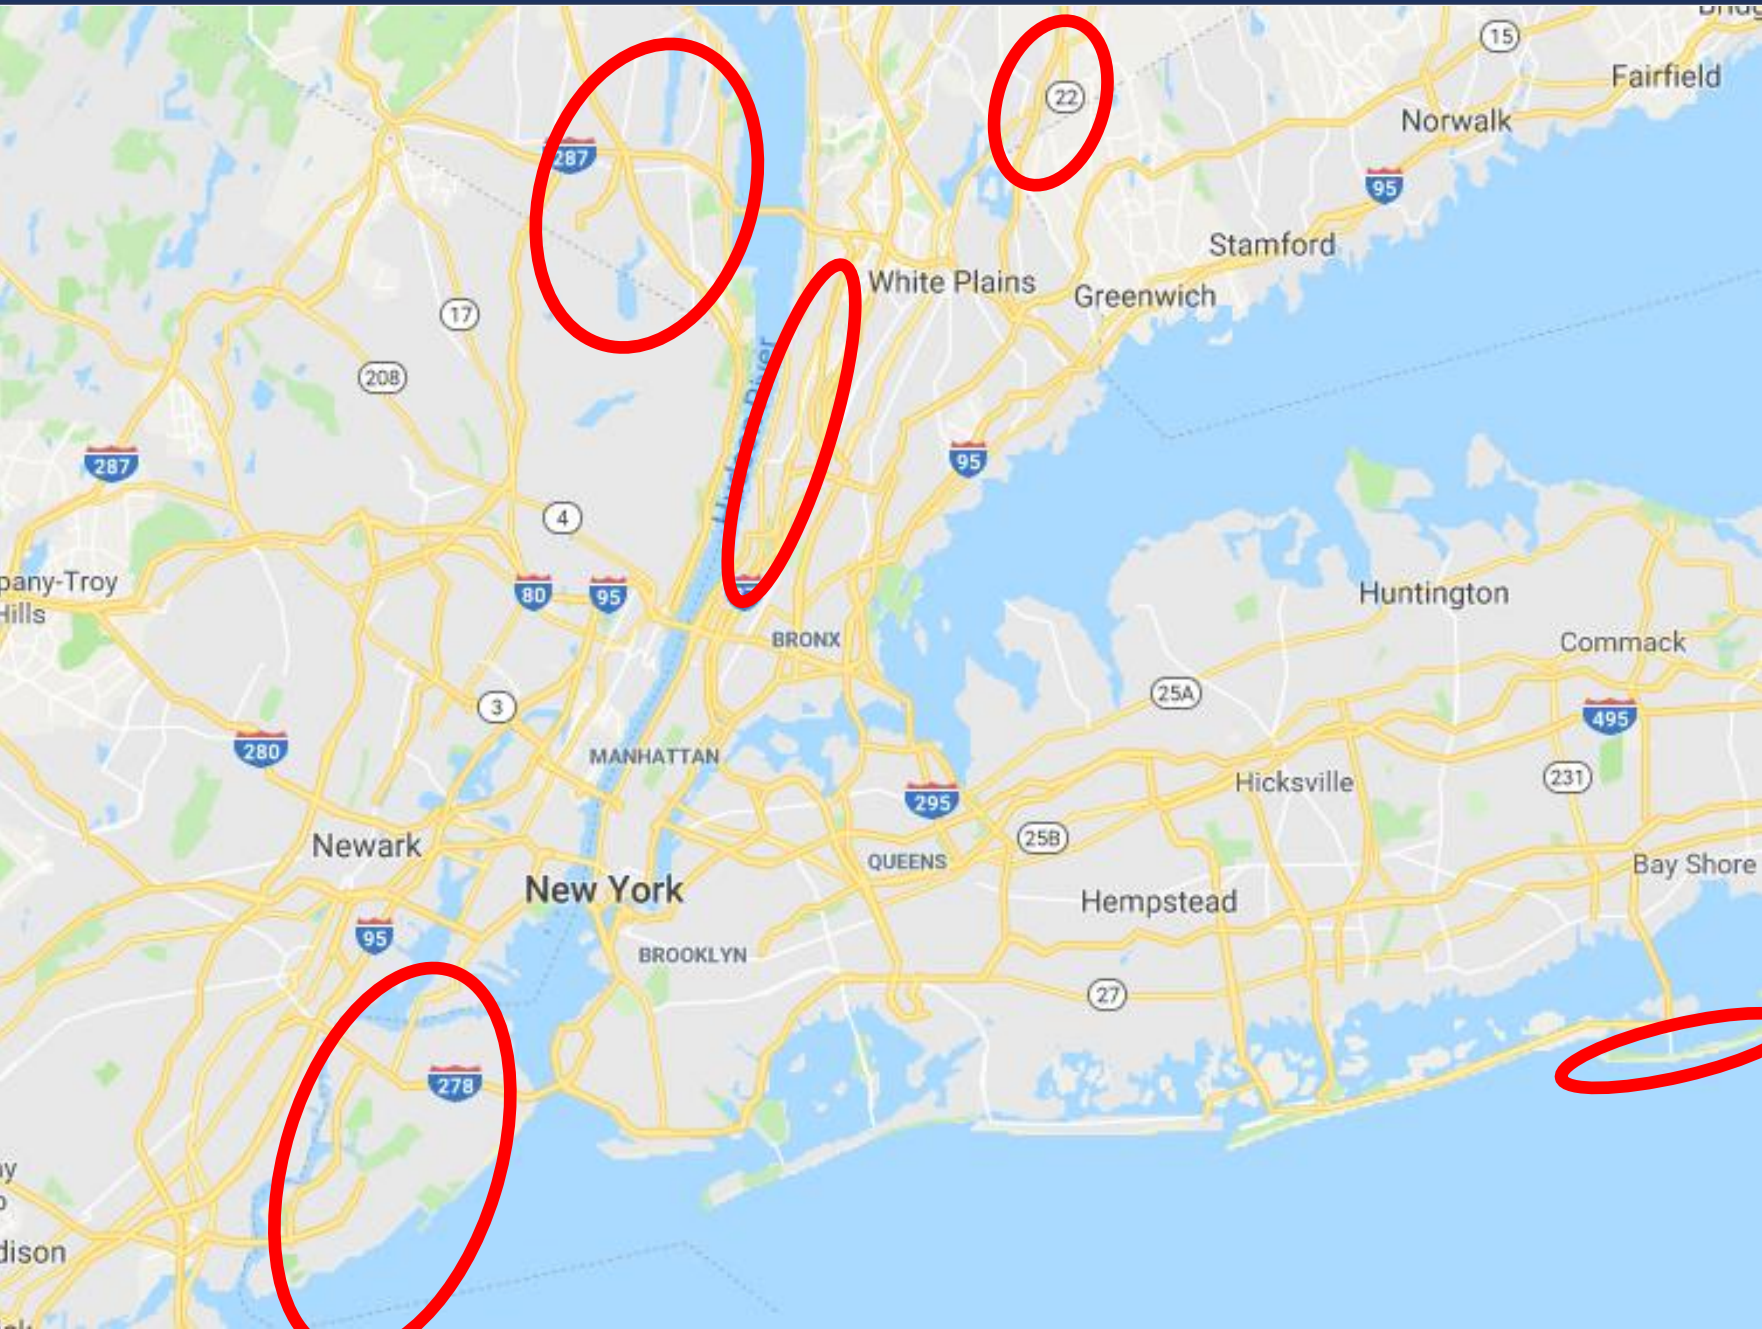 15
Fairfield
22
Norwalk
287
95
Stamford
White Plains
Greenwich
17
208
287
95
4
pany-Troy
Hills
80
95
Huntington
BRONX
Commack
25A
3
495
280
MANHATTAN
231
Hicksville
295
25B
Newark
QUEENS
Bay Shore
New York
Hempstead
95
BROOKLYN
27
278
dison